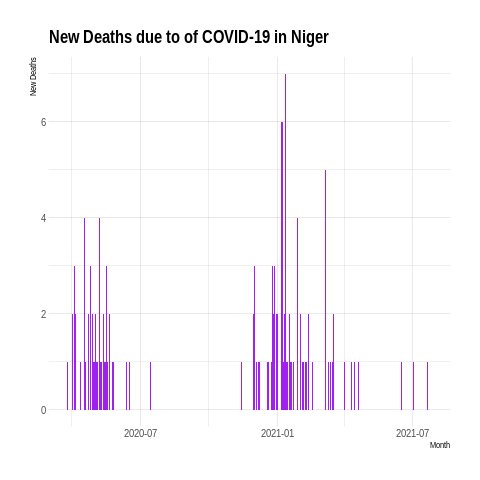 New Deaths due to of COVID-19 in Niger
New Deaths
6
4
2
0
2020-07
2021-01
2021-07
Month